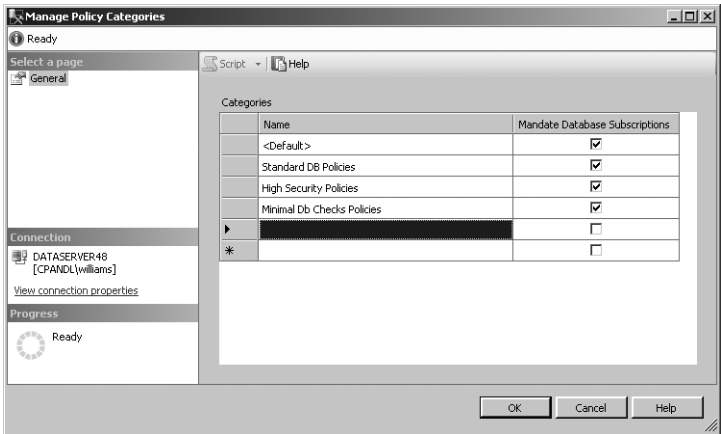 Manage Policy Categories
Ready
Select a page
General
Script
Help
Categories
Name
Mandate Database Subscriptions
<Default>
Standard DB Policies
High Security Policies
Minimal Db Checks Policies
Connection
DATASERVER48
[CPANDL\williams]
View connection properties
Progress
Ready
OK
Cancel
Help